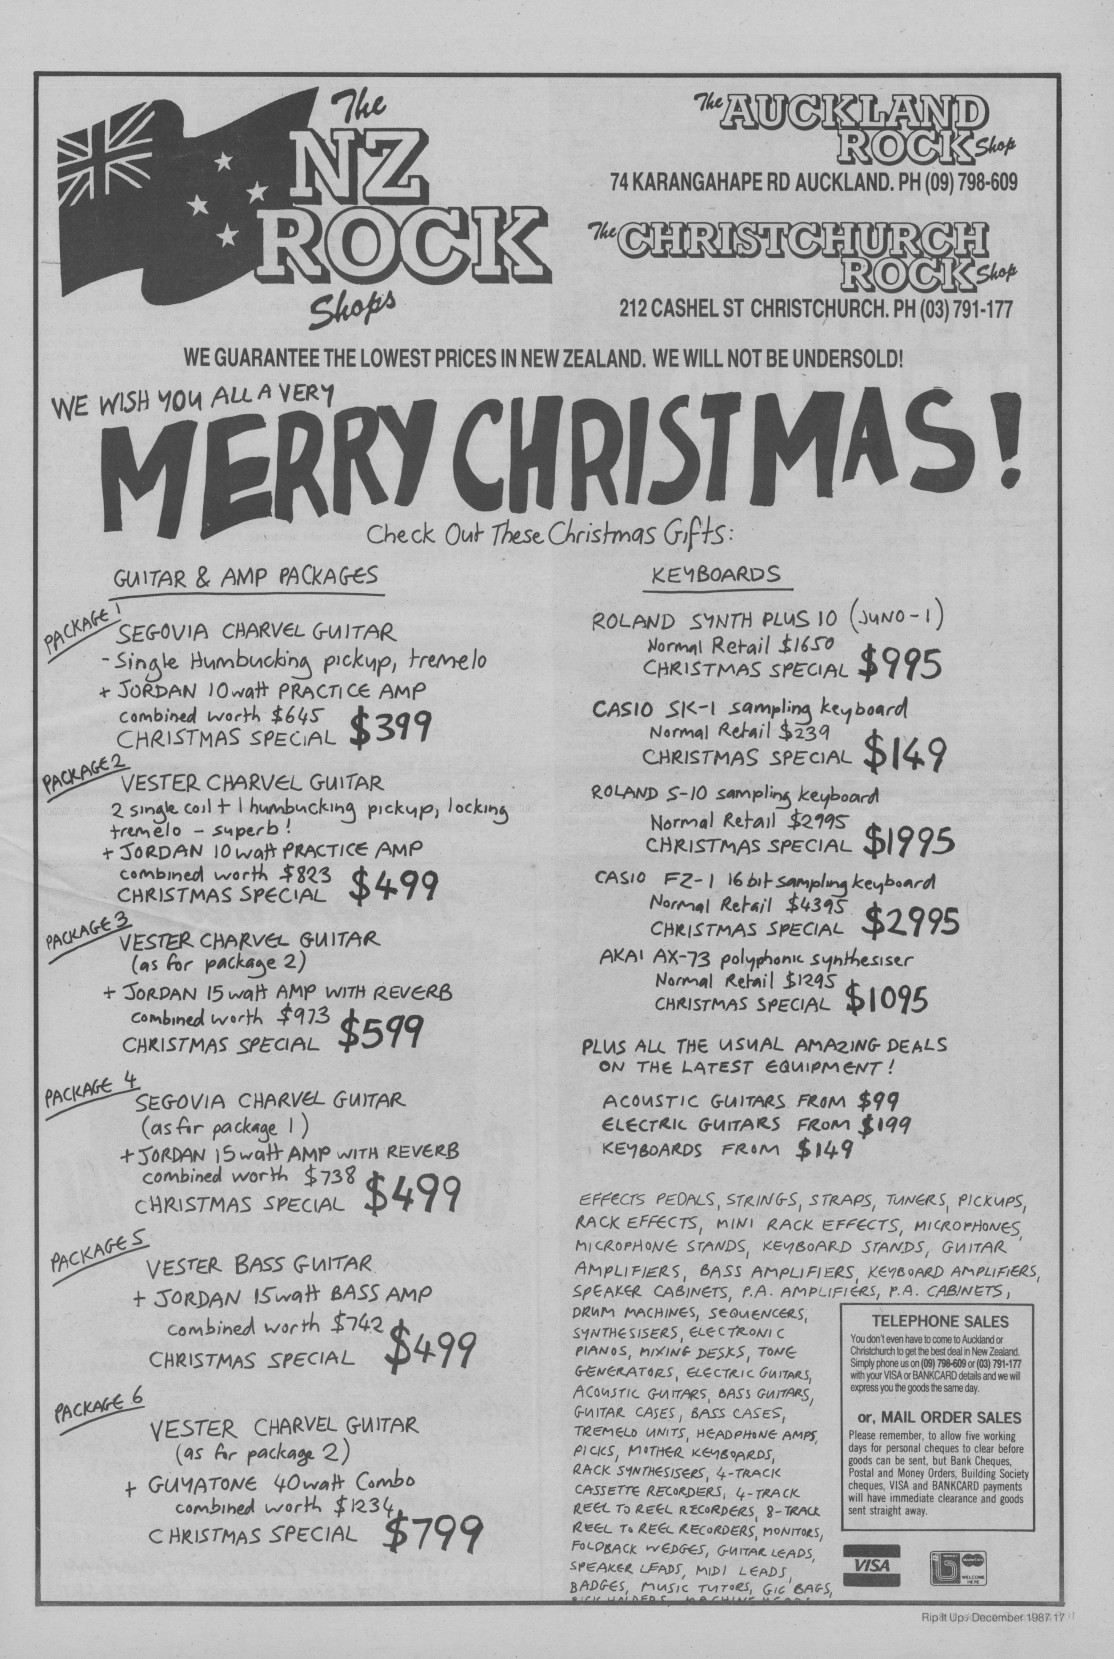 The
NZ
ROCK
Shops
The AUCKLAND
ROCK Shop
74 KARANGAHAPE RD AUCKLAND. PH (09) 798-609
The CHRISTCHURCH
ROCK Shop
212 CASHEL ST CHRISTCHURCH. PH (03) 791-177
WE GUARANTEE THE LOWEST PRICES IN NEW ZEALAND. WE WILL NOT BE UNDERSOLD!
WE WISH YOU ALL A VERY
MERRY CHRISTMAS!
Check Out These Christmas Gifts:
GUITAR & AMP PACKAGES
PACKAGE 1
SEGOVIA CHARVEL GUITAR
- Single Humbucking pickup, tremelo
+ JORDAN 10 watt PRACTICE AMP
combined worth $645
CHRISTMAS SPECIAL $399
PACKAGE 2
VESTER CHARVEL GUITAR
2 single coil + 1 humbucking pickup, locking
tremelo - superb!
+ JORDAN 10 watt PRACTICE AMP
combined worth $823
CHRISTMAS SPECIAL $499
PACKAGE 3
VESTER CHARVEL GUITAR
(as for package 2)
+ JORDAN 15 watt AMP WITH REVERB
combined worth $973
CHRISTMAS SPECIAL $599
PACKAGE 4
SEGOVIA CHARVEL GUITAR
(as for package 1)
+ JORDAN 15 watt AMP WITH REVERB
combined worth $738
CHRISTMAS SPECIAL $499
PACKAGE 5
VESTER BASS GUITAR
+ JORDAN 15 watt BASS AMP
combined worth $742
CHRISTMAS SPECIAL $499
PACKAGE 6
VESTER CHARVEL GUITAR
(as for package 2)
+ GUYATONE 40 watt Combo
combined worth $1234
CHRISTMAS SPECIAL $799
KEYBOARDS
ROLAND SYNTH PLUS 10 (JUNO-1)
Normal Retail $1650
CHRISTMAS SPECIAL $995
CASIO SK-1 sampling keyboard
Normal Retail $239
CHRISTMAS SPECIAL $149
ROLAND S-10 sampling keyboard
Normal Retail $2995
CHRISTMAS SPECIAL $1995
CASIO FZ-1 16 bit sampling keyboard
Normal Retail $4395
CHRISTMAS SPECIAL $2995
AKAI AX-73 polyphonic synthesiser
Normal Retail $1295
CHRISTMAS SPECIAL $1095
PLUS ALL THE USUAL AMAZING DEALS
ON THE LATEST EQUIPMENT!
ACOUSTIC GUITARS FROM $99
ELECTRIC GUITARS FROM $199
KEYBOARDS FROM $149
EFFECTS PEDALS, STRINGS, STRAPS, TUNERS, PICKUPS,
RACK EFFECTS, MINI RACK EFFECTS, MICROPHONES,
MICROPHONE STANDS, KEYBOARD STANDS, GUITAR
AMPLIFIERS, BASS AMPLIFIERS, KEYBOARD AMPLIFIERS,
SPEAKER CABINETS, P.A. AMPLIFIERS, P.A. CABINETS,
DRUM MACHINES, SEQUENCERS,
SYNTHESISERS, ELECTRONIC
PIANOS, MIXING DESKS, TONE
GENERATORS, ELECTRIC GUITARS,
ACOUSTIC GUITARS, BASS GUITARS,
GUITAR CASES, BASS CASES,
TREMELO UNITS, HEADPHONE AMPS,
PICKS, MOTHER KEYBOARDS,
RACK SYNTHESISERS, 4-TRACK
CASSETTE RECORDERS, 4-TRACK
REEL TO REEL RECORDERS, 8-TRACK
REEL TO REEL RECORDERS, MONITORS,
FOLDBACK WEDGES, GUITAR LEADS,
SPEAKER LEADS, MIDI LEADS,
BADGES, MUSIC TUTORS, GIG BAGS,
TELEPHONE SALES
You don't even have to come to Auckland or
Christchurch to get the best deal in New Zealand.
Simply phone us on (09) 798-609 or (03) 791-177
with your VISA or BANKCARD details and we will
express you the goods the same day.
or, MAIL ORDER SALES
Please remember, to allow five working
days for personal cheques to clear before
goods can be sent, but Bank Cheques,
Postal and Money Orders, Building Society
cheques, VISA and BANKCARD payments
will have immediate clearance and goods
sent straight away.
VISA
WELCOME
HERE
Rip It Up / December 1987 17